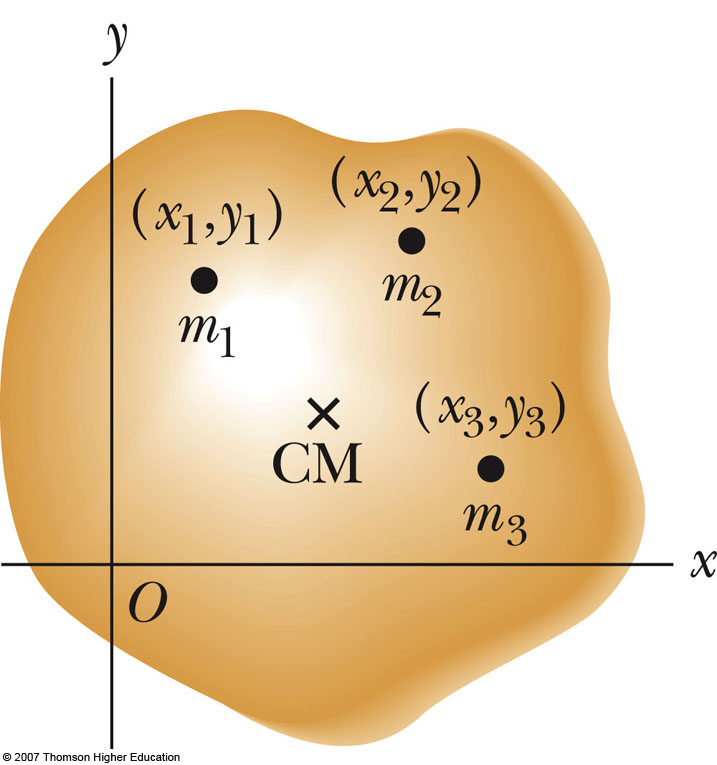 y
(x₂,y₂)
(x₁,y₁)
m₂
m₁
(x₃,y₃)
CM
m₃
x
O
© 2007 Thomson Higher Education